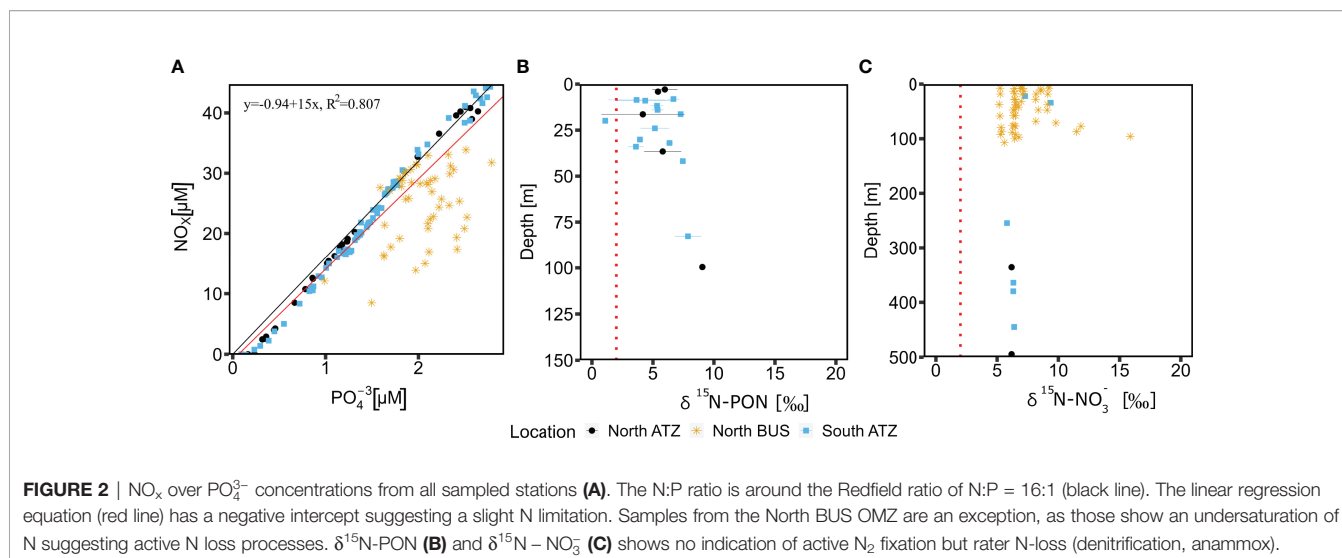 A
B
C
y=-0.94+15x, R²=0.807
40
30
20
10
0
NOx[µM]
0
1
2
PO₄⁻³[µM]
0
25
50
75
100
125
150
Depth [m]
0
5
10
15
20
δ ¹⁵N-PON [‰]
0
100
200
300
400
500
Depth [m]
0
5
10
15
20
δ ¹⁵N-NO₃⁻ [‰]
Location North ATZ North BUS South ATZ
FIGURE 2 | NOₓ over PO₄³⁻ concentrations from all sampled stations (A). The N:P ratio is around the Redfield ratio of N:P = 16:1 (black line). The linear regression
equation (red line) has a negative intercept suggesting a slight N limitation. Samples from the North BUS OMZ are an exception, as those show an undersaturation of
N suggesting active N loss processes. δ¹⁵N-PON (B) and δ¹⁵N – NO₃⁻ (C) shows no indication of active N₂ fixation but rater N-loss (denitrification, anammox).